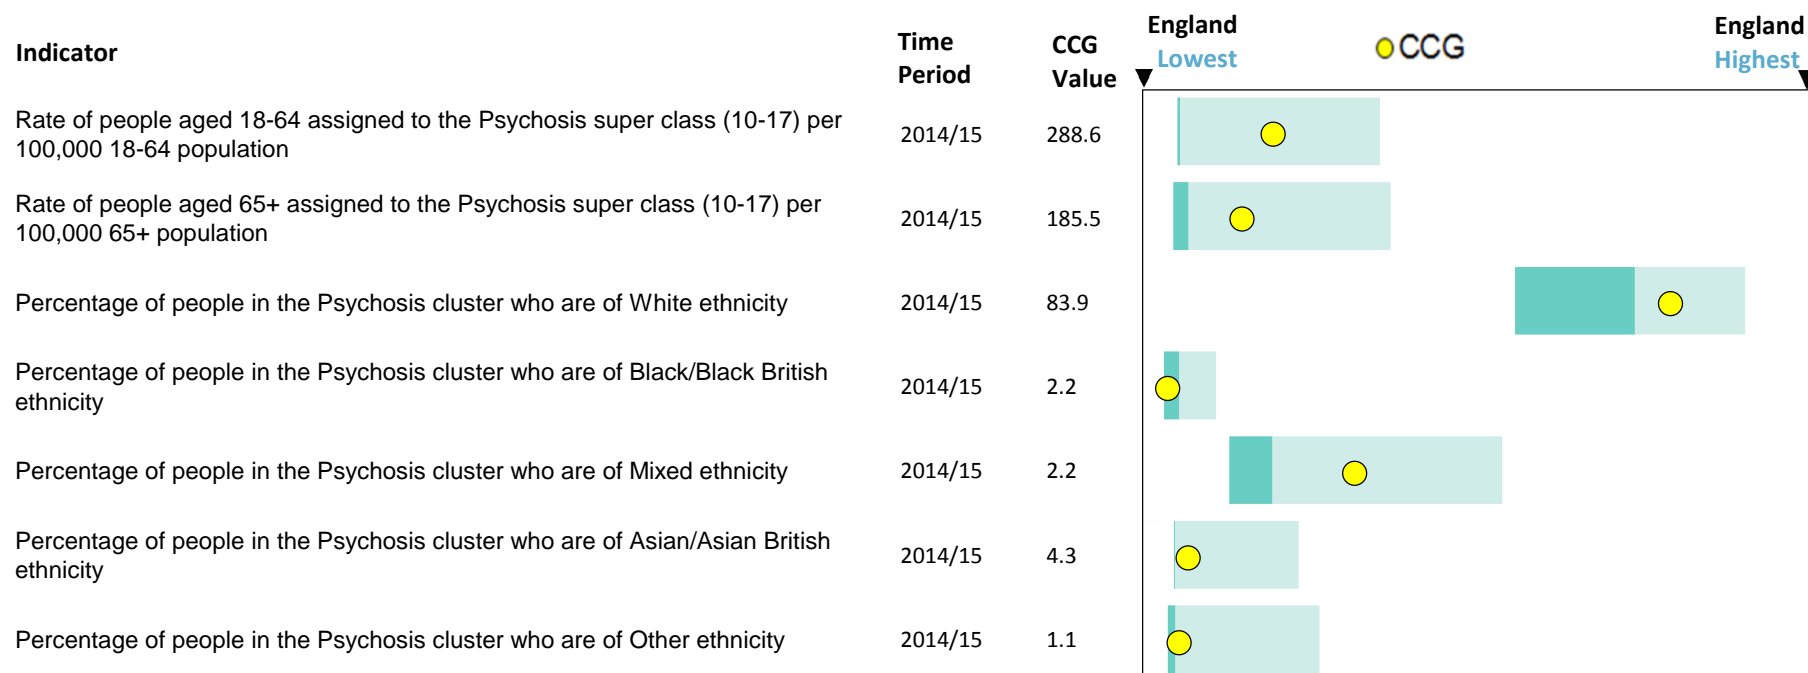 Indicator
Time Period
CCG Value
England Lowest
CCG
England Highest
Rate of people aged 18-64 assigned to the Psychosis super class (10-17) per
100,000 18-64 population
2014/15
288.6
Rate of people aged 65+ assigned to the Psychosis super class (10-17) per
100,000 65+ population
2014/15
185.5
Percentage of people in the Psychosis cluster who are of White ethnicity
2014/15
83.9
Percentage of people in the Psychosis cluster who are of Black/Black British
ethnicity
2014/15
2.2
Percentage of people in the Psychosis cluster who are of Mixed ethnicity
2014/15
2.2
Percentage of people in the Psychosis cluster who are of Asian/Asian British
ethnicity
2014/15
4.3
Percentage of people in the Psychosis cluster who are of Other ethnicity
2014/15
1.1